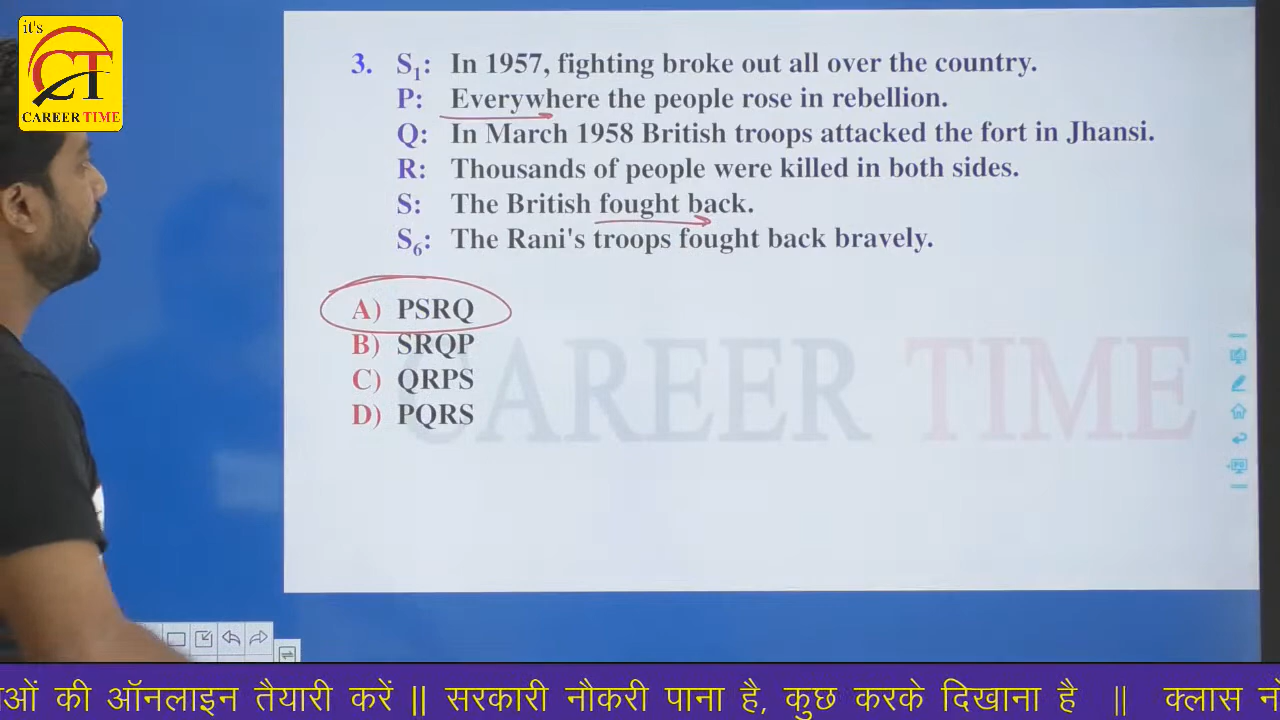 it's
CT
CAREER TIME
3. S1: In 1957, fighting broke out all over the country.
P: Everywhere the people rose in rebellion.
Q: In March 1958 British troops attacked the fort in Jhansi.
R: Thousands of people were killed in both sides.
S: The British fought back.
S6: The Rani's troops fought back bravely.
A) PSRQ
B) SRQP
C) QRPS
D) PQRS
CAREER TIME
की ऑनलाइन तैयारी करें || सरकारी नौकरी पाना है, कुछ करके दिखाना है || क्लास